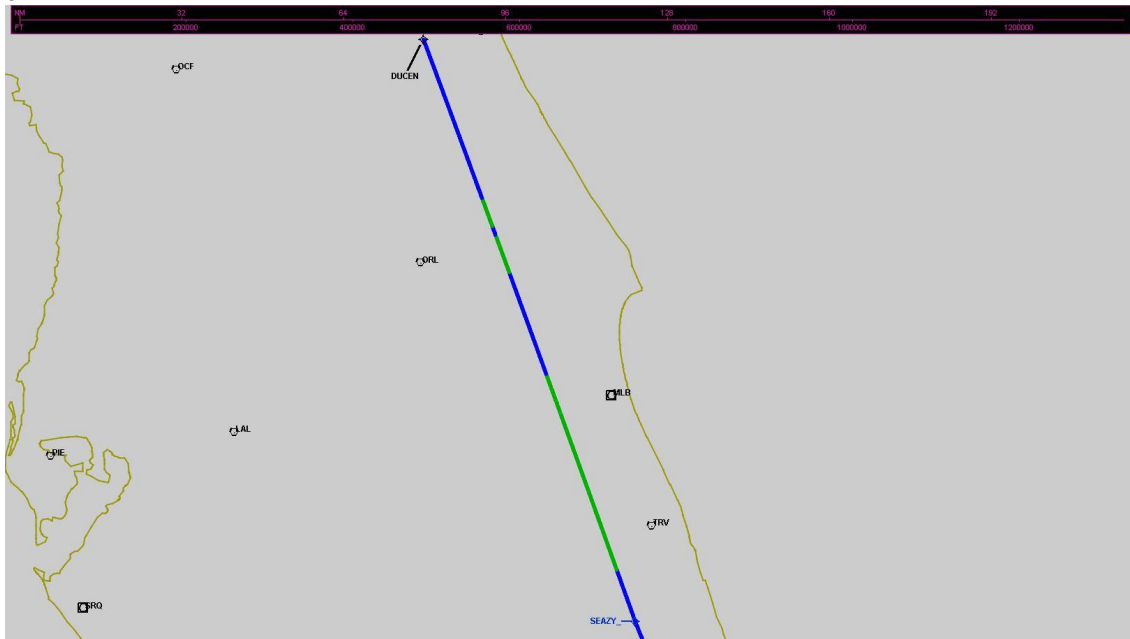 NM 32 64 96 128 160 192
FT 200000 400000 600000 800000 1000000 1200000
OCF
DUCEN
ORL
MLB
LAL
PIE
TRV
SRQ
SEAZY_